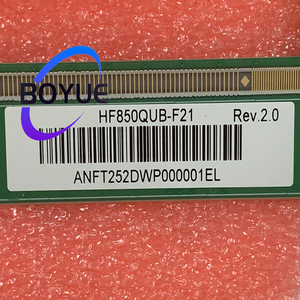 BOYUE
HF850QUB-F21 Rev.2.0
ANFT252DWP000001EL